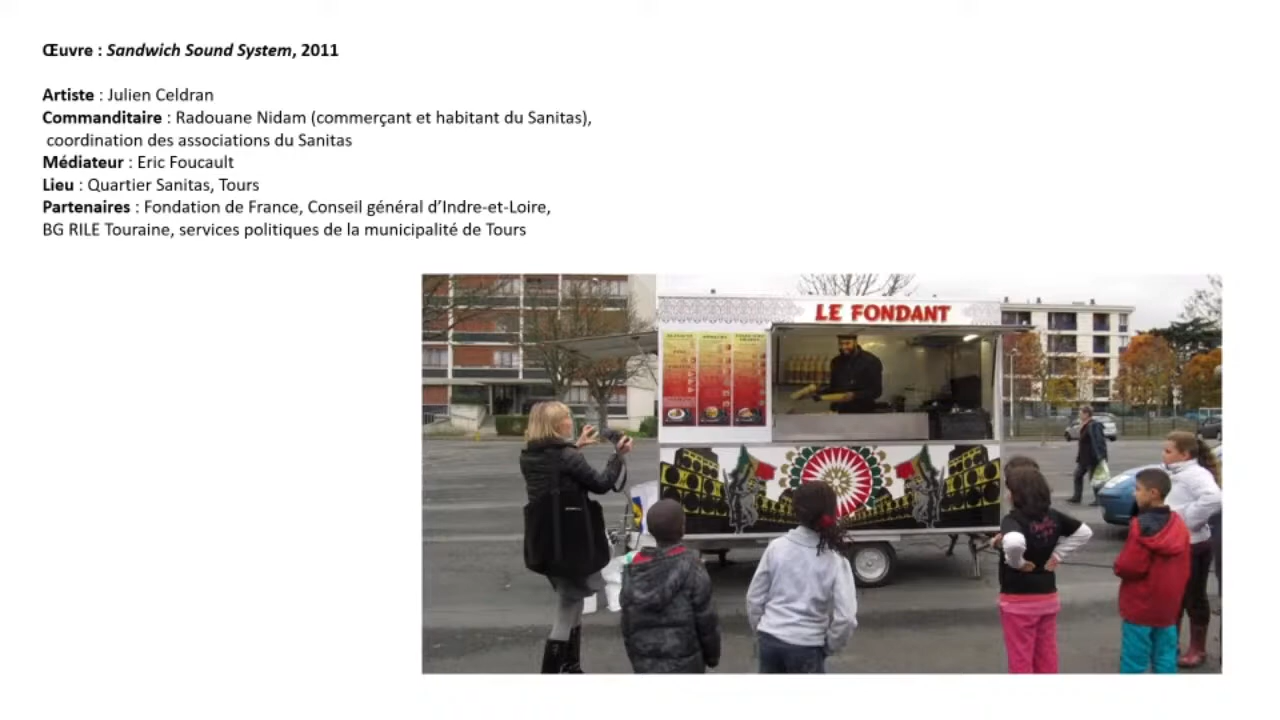 Œuvre : Sandwich Sound System, 2011
Artiste : Julien Celdran
Commanditaire : Radouane Nidam (commerçant et habitant du Sanitas),
coordination des associations du Sanitas
Médiateur : Eric Foucault
Lieu : Quartier Sanitas, Tours
Partenaires : Fondation de France, Conseil général d’Indre-et-Loire,
BG RILE Touraine, services politiques de la municipalité de Tours
LE FONDANT